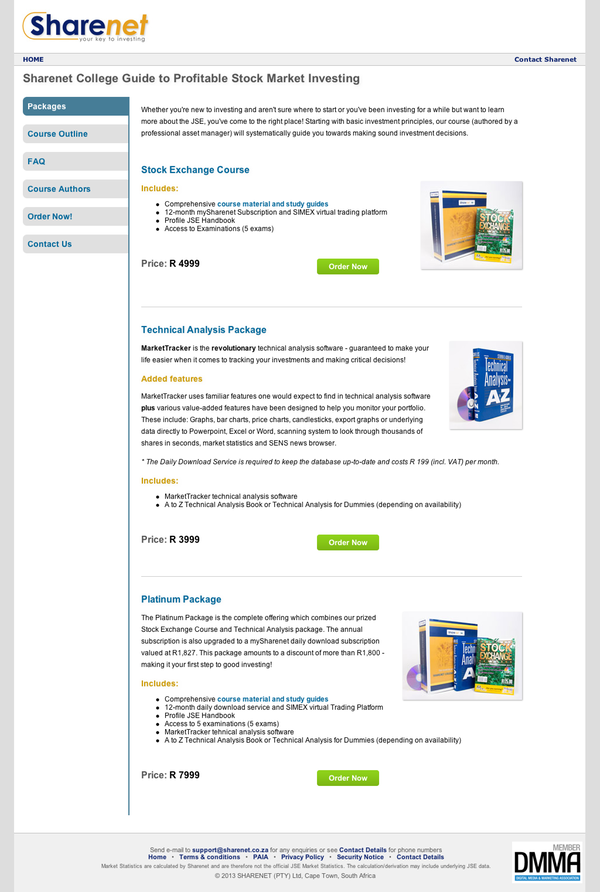 Sharenet
your key to investing
HOME
Contact Sharenet
Sharenet College Guide to Profitable Stock Market Investing
Packages
Course Outline
FAQ
Course Authors
Order Now!
Contact Us
Whether you're new to investing and aren't sure where to start or you've been investing for a while but want to learn
more about the JSE, you've come to the right place! Starting with basic investment principles, our course (authored by a
professional asset manager) will systematically guide you towards making sound investment decisions.
Stock Exchange Course
Includes:
Comprehensive course material and study guides
12-month mySharenet Subscription and SIMEX virtual trading platform
Profile JSE Handbook
Access to Examinations (5 exams)
STOCK
EXCHANGE
Price: R 4999
Order Now
Technical Analysis Package
MarketTracker is the revolutionary technical analysis software - guaranteed to make your
life easier when it comes to tracking your investments and making critical decisions!
Added features
MarketTracker uses familiar features one would expect to find in technical analysis software
plus various value-added features have been designed to help you monitor your portfolio.
These include: Graphs, bar charts, price charts, candlesticks, export graphs or underlying
data directly to Powerpoint, Excel or Word, scanning system to look through thousands of
shares in seconds, market statistics and SENS news browser.
Technical
Analysis
A Z
* The Daily Download Service is required to keep the database up-to-date and costs R 199 (incl. VAT) per month.
Includes:
MarketTracker technical analysis software
A to Z Technical Analysis Book or Technical Analysis for Dummies (depending on availability)
Price: R 3999
Order Now
Platinum Package
The Platinum Package is the complete offering which combines our prized
Stock Exchange Course and Technical Analysis package. The annual
subscription is also upgraded to a mySharenet daily download subscription
valued at R1,827. This package amounts to a discount of more than R1,800 -
making it your first step to good investing!
STOCK
EXCHANGE
Includes:
Comprehensive course material and study guides
12-month daily download service and SIMEX virtual Trading Platform
Profile JSE Handbook
Access to 5 examinations (5 exams)
MarketTracker tehnical analysis software
A to Z Technical Analysis Book or Technical Analysis for Dummies (depending on availability)
Price: R 7999
Order Now
Send e-mail to support@sharenet.co.za for any enquiries or see Contact Details for phone numbers
Home • Terms & conditions • PAIA • Privacy Policy • Security Notice • Contact Details
Market Statistics are calculated by Sharenet and are therefore not the official JSE Market Statistics. The calculation/derivation may include underlying JSE data.
© 2013 SHARENET (PTY) Ltd, Cape Town, South Africa
MEMBER
DMMA
DIGITAL MEDIA & MARKETING ASSOCIATION